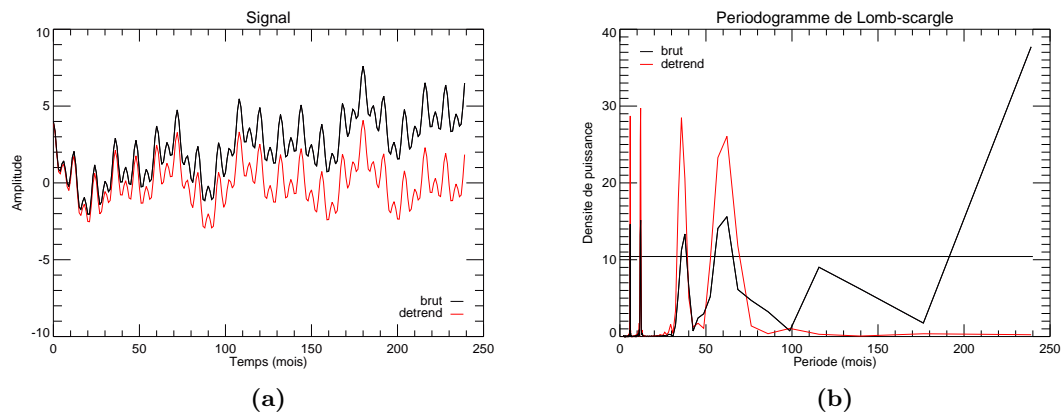 Signal
10
5
0
-5
-10
Amplitude
0 50 100 150 200 250
Temps (mois)
brut
detrend
(a)
Periodogramme de Lomb-scargle
40
30
20
10
0
Densite de puissance
0 50 100 150 200 250
Periode (mois)
brut
detrend
(b)